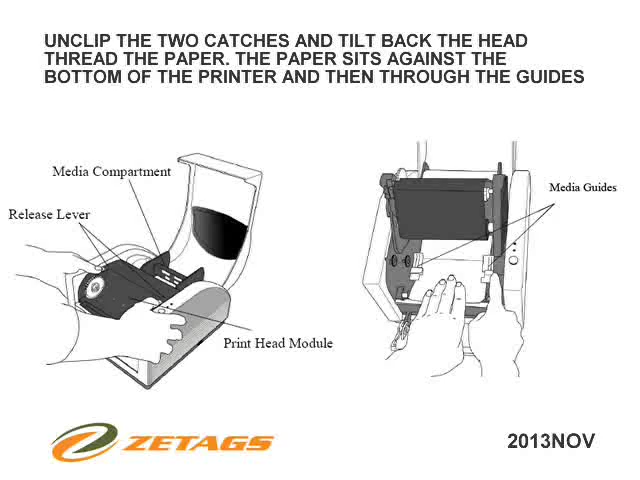 UNCLIP THE TWO CATCHES AND TILT BACK THE HEAD
THREAD THE PAPER. THE PAPER SITS AGAINST THE
BOTTOM OF THE PRINTER AND THEN THROUGH THE GUIDES
Media Compartment
Release Lever
Print Head Module
Media Guides
ZETAGS
2013NOV